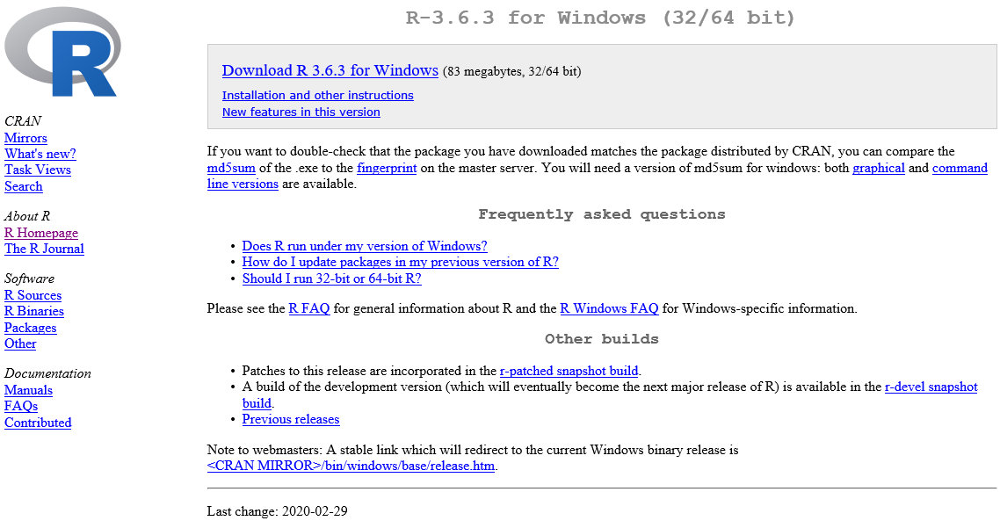 R
CRAN
Mirrors
What's new?
Task Views
Search
About R
R Homepage
The R Journal
Software
R Sources
R Binaries
Packages
Other
Documentation
Manuals
FAQs
Contributed
R-3.6.3 for Windows (32/64 bit)
Download R 3.6.3 for Windows (83 megabytes, 32/64 bit)
Installation and other instructions
New features in this version
If you want to double-check that the package you have downloaded matches the package distributed by CRAN, you can compare the
md5sum of the .exe to the fingerprint on the master server. You will need a version of md5sum for windows: both graphical and command
line versions are available.
Frequently asked questions
• Does R run under my version of Windows?
• How do I update packages in my previous version of R?
• Should I run 32-bit or 64-bit R?
Please see the R FAQ for general information about R and the R Windows FAQ for Windows-specific information.
Other builds
• Patches to this release are incorporated in the r-patched snapshot build.
• A build of the development version (which will eventually become the next major release of R) is available in the r-devel snapshot
build.
• Previous releases
Note to webmasters: A stable link which will redirect to the current Windows binary release is
<CRAN MIRROR>/bin/windows/base/release.htm.
Last change: 2020-02-29